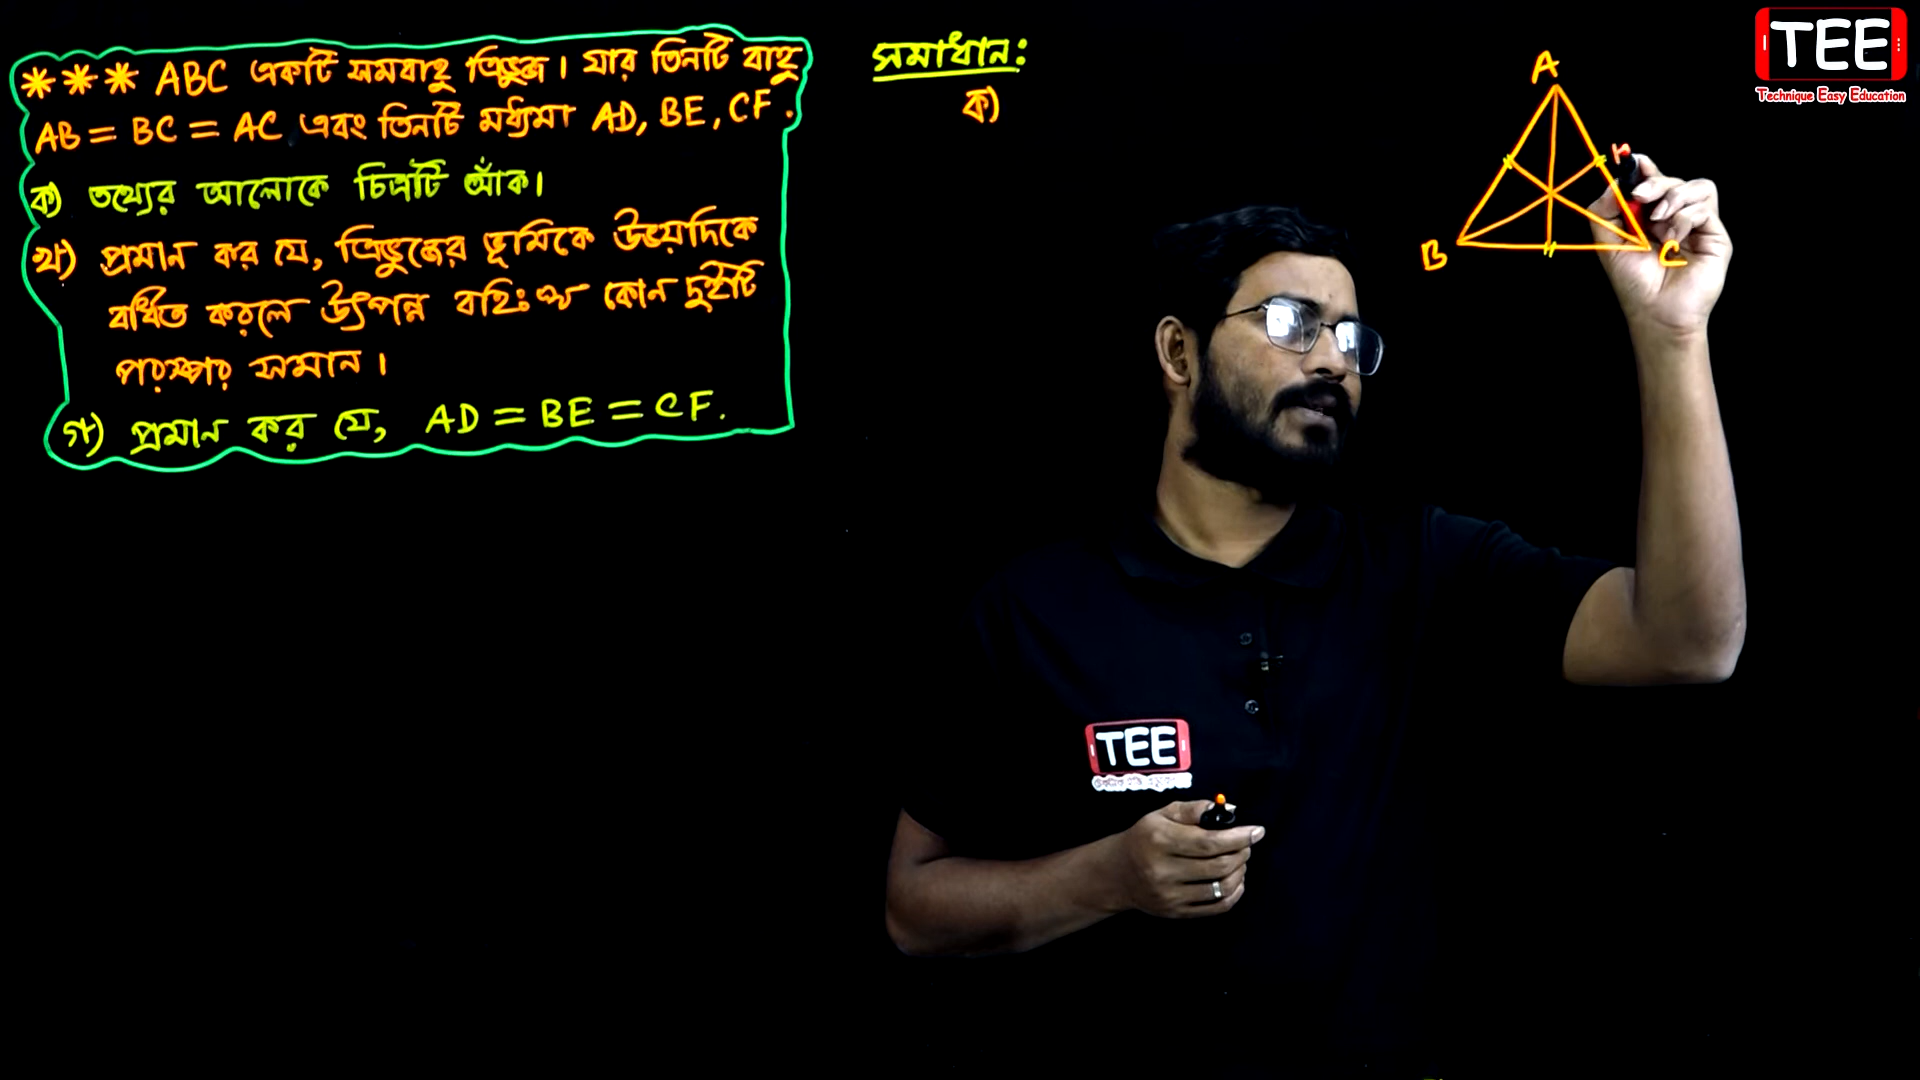 *** ABC একটি সমবাহু ত্রিভুজ। যার তিনটি বাহু
AB = BC = AC এবং তিনটি মধ্যমা AD, BE, CF.
ক) তথ্যের আলোকে চিত্রটি আঁক।
খ) প্রমান কর যে, ত্রিভুজের ভূমিকে উভয়দিকে
বর্ধিত করলে উৎপন্ন বহিঃস্থ কোন দুইটি
পরস্পর সমান।
গ) প্রমান কর যে, AD = BE = CF.
সমাধান:
ক)
A
B
C
TEE
Technique Easy Education
TEE